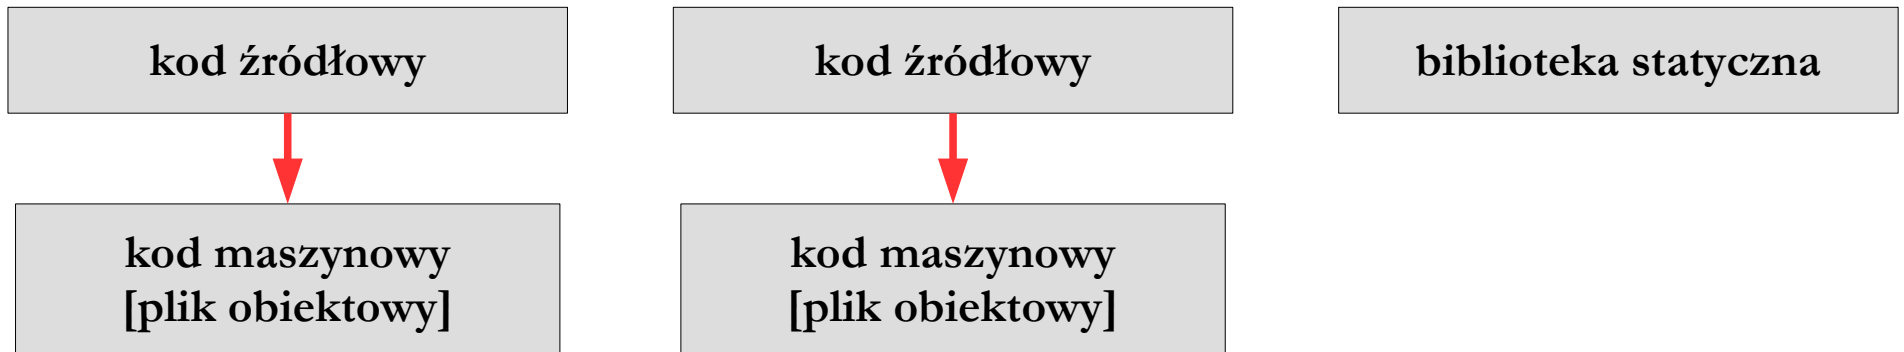 kod źródłowy
kod źródłowy
biblioteka statyczna
kod maszynowy
[plik obiektowy]
kod maszynowy
[plik obiektowy]